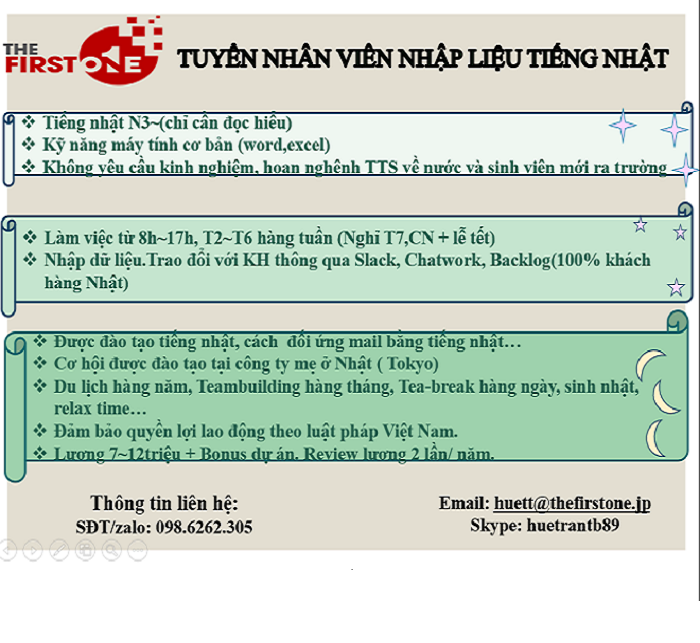 THE
FIRST ONE
TUYỂN NHÂN VIÊN NHẬP LIỆU TIẾNG NHẬT
❖ Tiếng nhật N3~(chỉ cần đọc hiểu)
❖ Kỹ năng máy tính cơ bản (word,excel)
❖ Không yêu cầu kinh nghiệm, hoan nghênh TTS về nước và sinh viên mới ra trường
❖ Làm việc từ 8h~17h, T2~T6 hàng tuần (Nghỉ T7,CN + lễ tết)
❖ Nhập dữ liệu.Trao đổi với KH thông qua Slack, Chatwork, Backlog(100% khách
hàng Nhật)
❖ Được đào tạo tiếng nhật, cách đối ứng mail bằng tiếng nhật…
❖ Cơ hội được đào tạo tại công ty mẹ ở Nhật ( Tokyo)
❖ Du lịch hàng năm, Teambuilding hàng tháng, Tea-break hàng ngày, sinh nhật,
relax time…
❖ Đảm bảo quyền lợi lao động theo luật pháp Việt Nam.
❖ Lương 7~12triệu + Bonus dự án. Review lương 2 lần/ năm.
Thông tin liên hệ:
SĐT/zalo: 098.6262.305
Email: huett@thefirstone.jp
Skype: huetrantb89